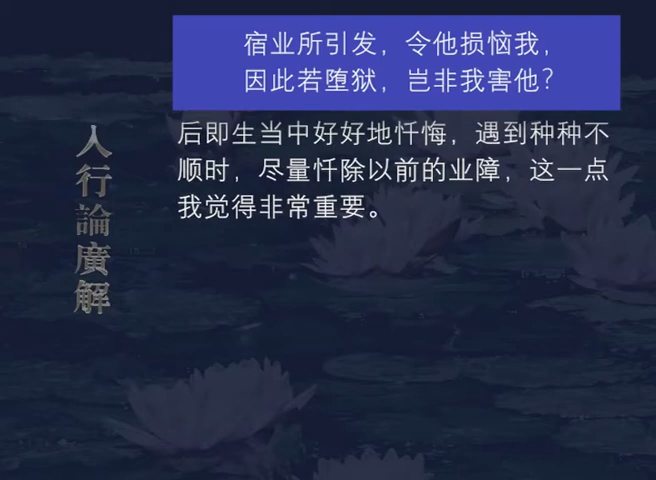 宿业所引发，令他损恼我，
因此若堕狱，岂非我害他？
后即生当中好好地忏悔，遇到种种不
顺时，尽量忏除以前的业障，这一点
我觉得非常重要。
入行論廣解